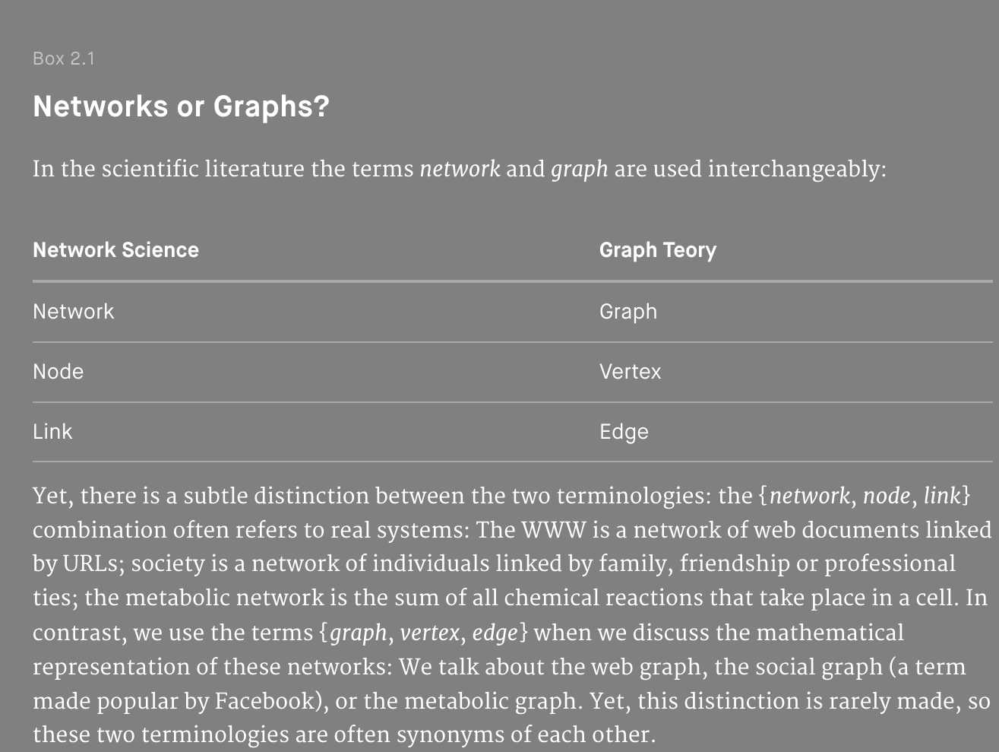 Box 2.1
Networks or Graphs?
In the scientific literature the terms network and graph are used interchangeably:
Network Science Graph Teory
Network Graph
Node Vertex
Link Edge
Yet, there is a subtle distinction between the two terminologies: the {network, node, link}
combination often refers to real systems: The WWW is a network of web documents linked
by URLs; society is a network of individuals linked by family, friendship or professional
ties; the metabolic network is the sum of all chemical reactions that take place in a cell. In
contrast, we use the terms {graph, vertex, edge} when we discuss the mathematical
representation of these networks: We talk about the web graph, the social graph (a term
made popular by Facebook), or the metabolic graph. Yet, this distinction is rarely made, so
these two terminologies are often synonyms of each other.